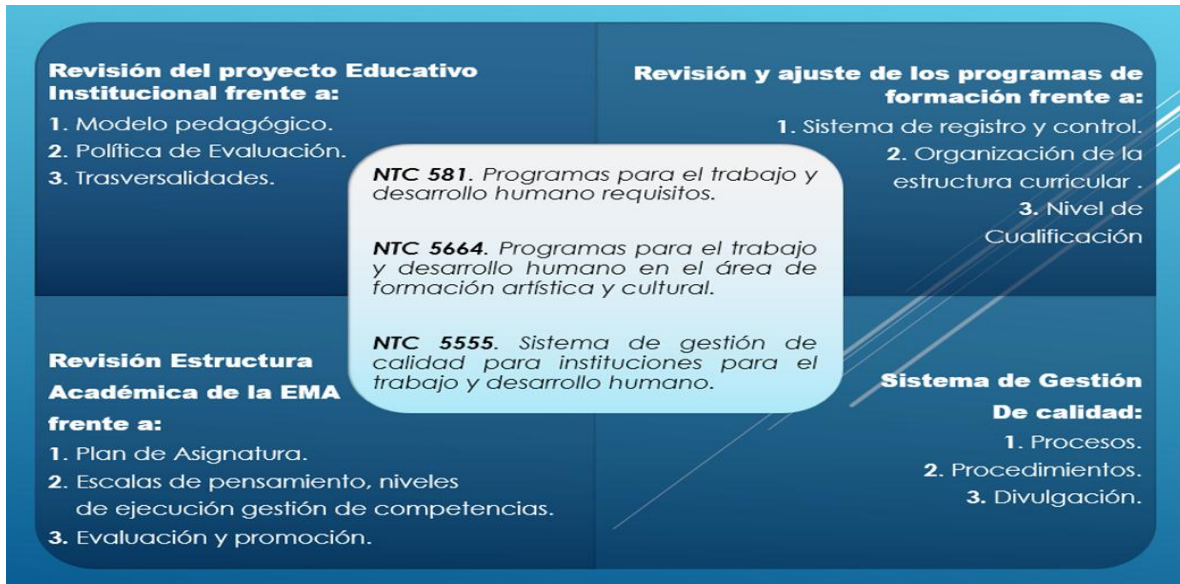 Revisión del proyecto Educativo
Institucional frente a:
1. Modelo pedagógico.
2. Política de Evaluación.
3. Trasversalidades.
Revisión y ajuste de los programas de
formación frente a:
1. Sistema de registro y control.
2. Organización de la
estructura curricular .
3. Nivel de
Cualificación
NTC 581. Programas para el trabajo y
desarrollo humano requisitos.
NTC 5664. Programas para el trabajo
y desarrollo humano en el área de
formación artística y cultural.
NTC 5555. Sistema de gestión de
calidad para instituciones para el
trabajo y desarrollo humano.
Revisión Estructura
Académica de la EMA
frente a:
1. Plan de Asignatura.
2. Escalas de pensamiento, niveles
de ejecución gestión de competencias.
3. Evaluación y promoción.
Sistema de Gestión
De calidad:
1. Procesos.
2. Procedimientos.
3. Divulgación.